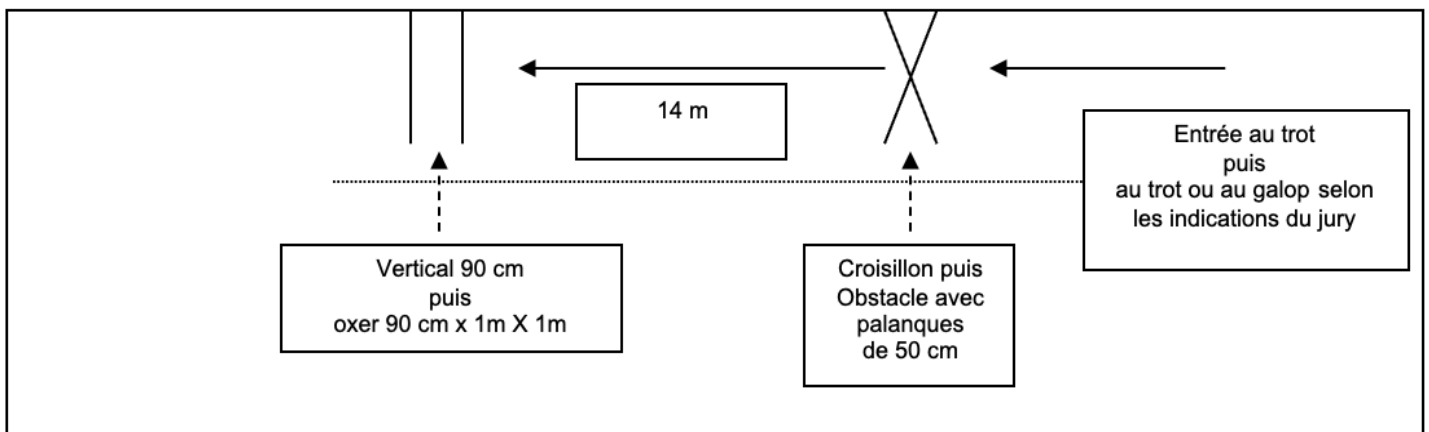 14 m
Entrée au trot
puis
au trot ou au galop selon
les indications du jury
Vertical 90 cm
puis
oxer 90 cm x 1m X 1m
Croisillon puis
Obstacle avec
palanques
de 50 cm